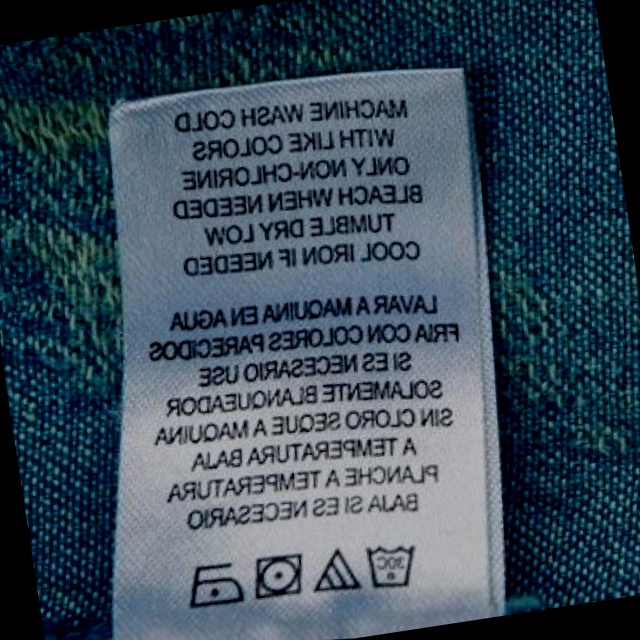 MACHINE WASH COLD
WITH LIKE COLORS
ONLY NON-CHLORINE
BLEACH WHEN NEEDED
TUMBLE DRY LOW
COOL IRON IF NEEDED
LAVAR A MAQUINA EN AGUA
FRIA CON COLORES PARECIDOS
SI ES NECESARIO USE
SOLAMENTE BLANQUEADOR
SIN CLORO SEQUE A MAQUINA
A TEMPERATURA BAJA
PLANCHE A TEMPERATURA
BAJA SI ES NECESARIO
30°C